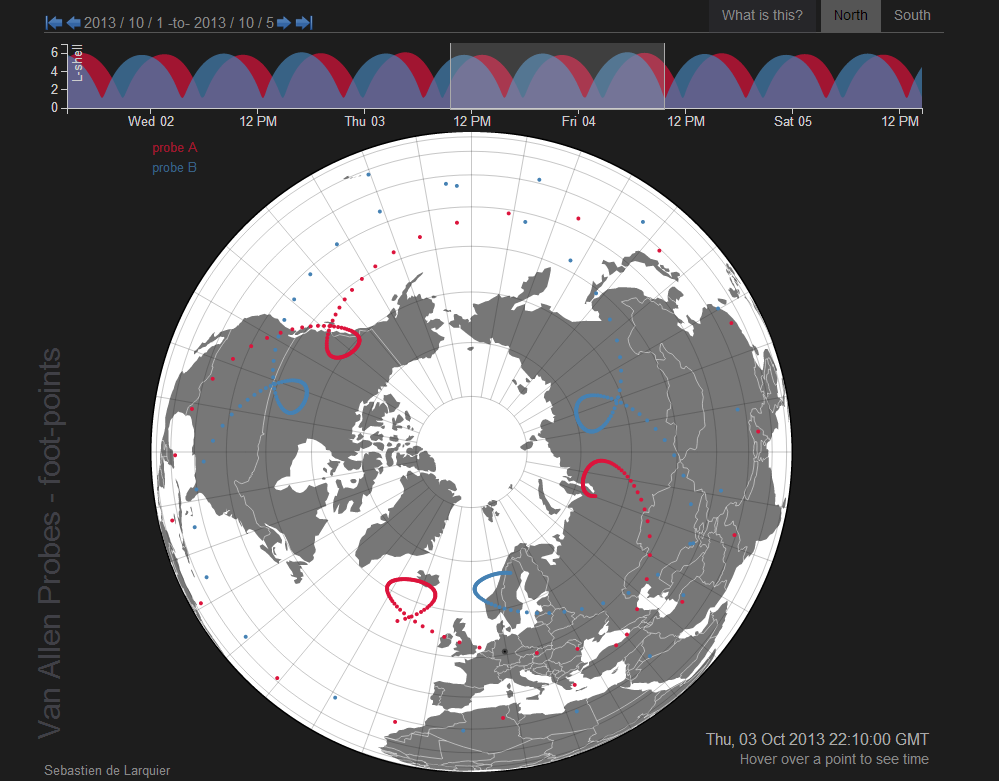 2013 / 10 / 1 -to- 2013 / 10 / 5
What is this?
North
South
6
4
2
0
L-shell
Wed 02
12 PM
Thu 03
12 PM
Fri 04
12 PM
Sat 05
12 PM
probe A
probe B
Van Allen Probes - foot-points
Thu, 03 Oct 2013 22:10:00 GMT
Hover over a point to see time
Sebastien de Larquier